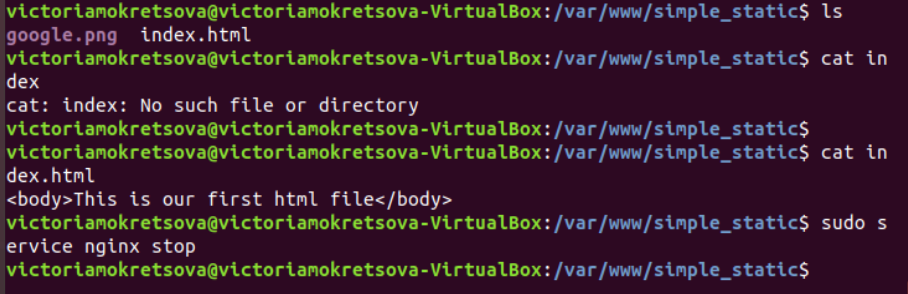 victoriamokretsova@victoriamokretsova-VirtualBox:/var/www/simple_static$ ls
google.png  index.html
victoriamokretsova@victoriamokretsova-VirtualBox:/var/www/simple_static$ cat in
dex
cat: index: No such file or directory
victoriamokretsova@victoriamokretsova-VirtualBox:/var/www/simple_static$
victoriamokretsova@victoriamokretsova-VirtualBox:/var/www/simple_static$ cat in
dex.html
<body>This is our first html file</body>
victoriamokretsova@victoriamokretsova-VirtualBox:/var/www/simple_static$ sudo s
ervice nginx stop
victoriamokretsova@victoriamokretsova-VirtualBox:/var/www/simple_static$